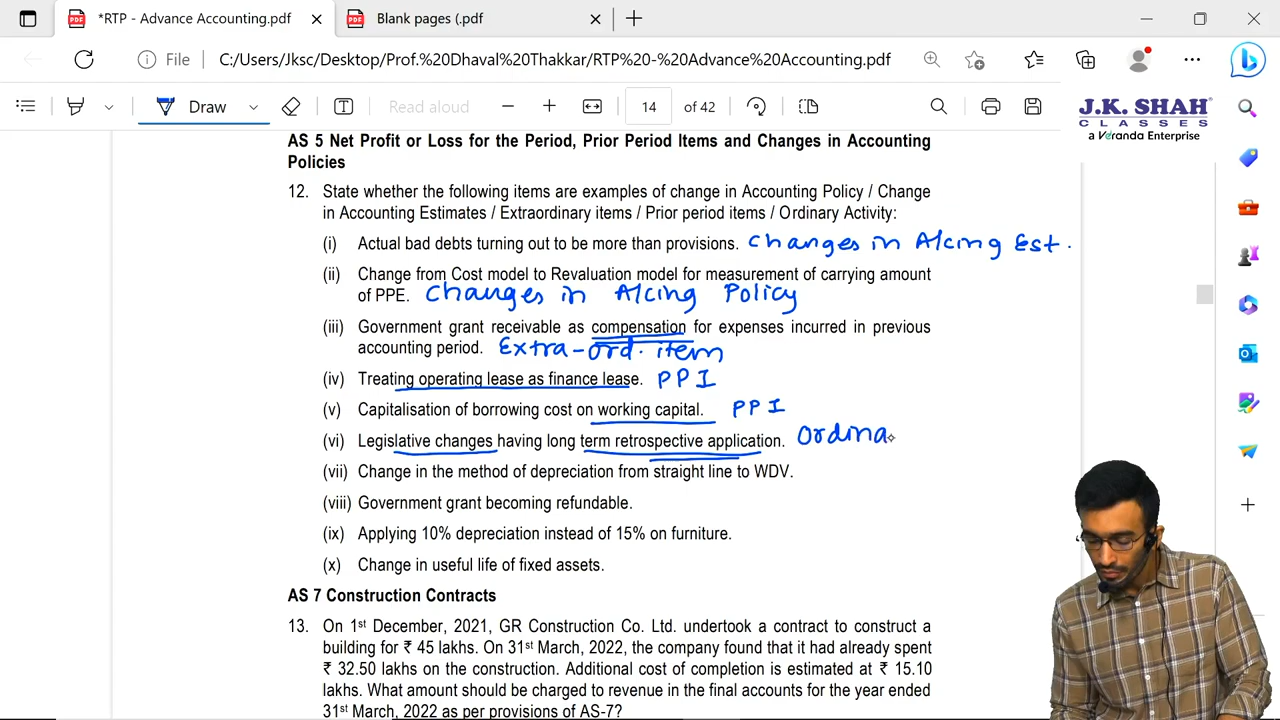 *RTP - Advance Accounting.pdf
Blank pages (.pdf
File
C:/Users/Jksc/Desktop/Prof.%20Dhaval%20Thakkar/RTP%20-%20Advance%20Accounting.pdf
Draw
Read aloud
14 of 42
J.K. SHAH®
CLASSES
a Veranda Enterprise
AS 5 Net Profit or Loss for the Period, Prior Period Items and Changes in Accounting
Policies
12. State whether the following items are examples of change in Accounting Policy / Change
in Accounting Estimates / Extraordinary items / Prior period items / Ordinary Activity:
(i) Actual bad debts turning out to be more than provisions. Changes in A/cing Est.
(ii) Change from Cost model to Revaluation model for measurement of carrying amount
of PPE. Changes in A/cing Policy
(iii) Government grant receivable as compensation for expenses incurred in previous
accounting period. Extra-ord. item
(iv) Treating operating lease as finance lease. PPI
(v) Capitalisation of borrowing cost on working capital. PPI
(vi) Legislative changes having long term retrospective application. Ordina
(vii) Change in the method of depreciation from straight line to WDV.
(viii) Government grant becoming refundable.
(ix) Applying 10% depreciation instead of 15% on furniture.
(x) Change in useful life of fixed assets.
AS 7 Construction Contracts
13. On 1st December, 2021, GR Construction Co. Ltd. undertook a contract to construct a
building for ₹ 45 lakhs. On 31st March, 2022, the company found that it had already spent
₹ 32.50 lakhs on the construction. Additional cost of completion is estimated at ₹ 15.10
lakhs. What amount should be charged to revenue in the final accounts for the year ended
31st March, 2022 as per provisions of AS-7?